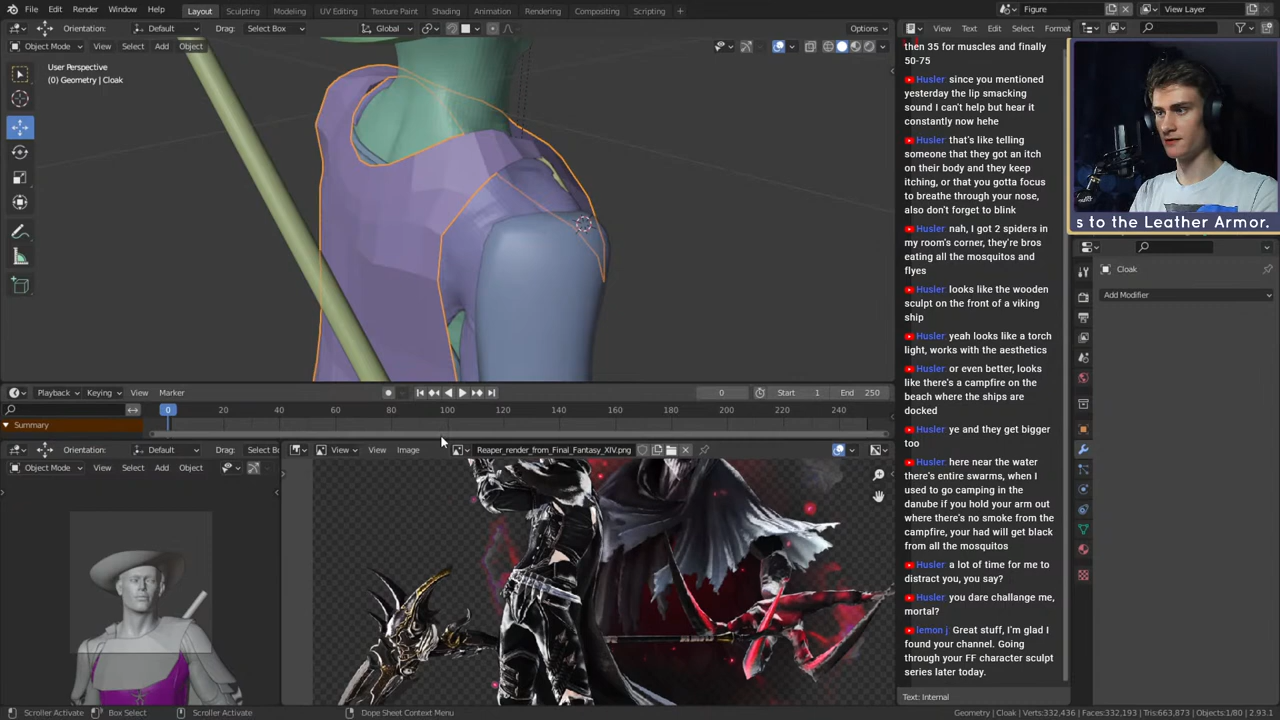 File Edit Render Window Help Layout Sculpting Modeling UV Editing Texture Paint Shading Animation Rendering Compositing Scripting + Figure View Layer
Default Drag: Select Box Global Options View Text Edit Select Format
Object Mode View Select Add Object
User Perspective
(0) Geometry | Cloak
then 35 for muscles and finally
50-75
Husler since you mentioned
yesterday the lip smacking
sound I can't help but hear it
constantly now hehe
Husler that's like telling
someone that they got an itch
on their body and they keep
itching, or that you gotta focus
to breathe through your nose,
also don't forget to blink
Husler nah, I got 2 spiders in
my room's corner, they're bros
eating all the mosquitos and
flyes
Husler looks like the wooden
sculpt on the front of a viking
ship
Husler yeah looks like a torch
light, works with the aesthetics
Husler or even better, looks
like there's a campfire on the
beach where the ships are
docked
Husler ye and they get bigger
too
Husler here near the water
there's entire swarms, when I
used to go camping in the
danube if you hold your arm out
where there's no smoke from the
campfire, your had will get black
from all the mosquitos
Husler a lot of time for me to
distract you, you say?
Husler you dare challange me,
mortal?
lemon j Great stuff, I'm glad I
found your channel. Going
through your FF character sculpt
series later today.
Text: Internal
s to the Leather Armor.
Cloak
Add Modifier
Playback Keying View Marker 0 Start 1 End 250
0 20 40 60 80 100 120 140 160 180 200 220 240
Summary
Orientation: Default Drag: Select Bo View View Image Reaper_render_from_Final_Fantasy_XIV.png
Object Mode View Select Add Object
Scroller Activate Box Select Scroller Activate Dope Sheet Context Menu Geometry | Cloak | Verts:332,436 | Faces:332,193 | Tris:663,873 | Objects:1/80 | 2.93.1